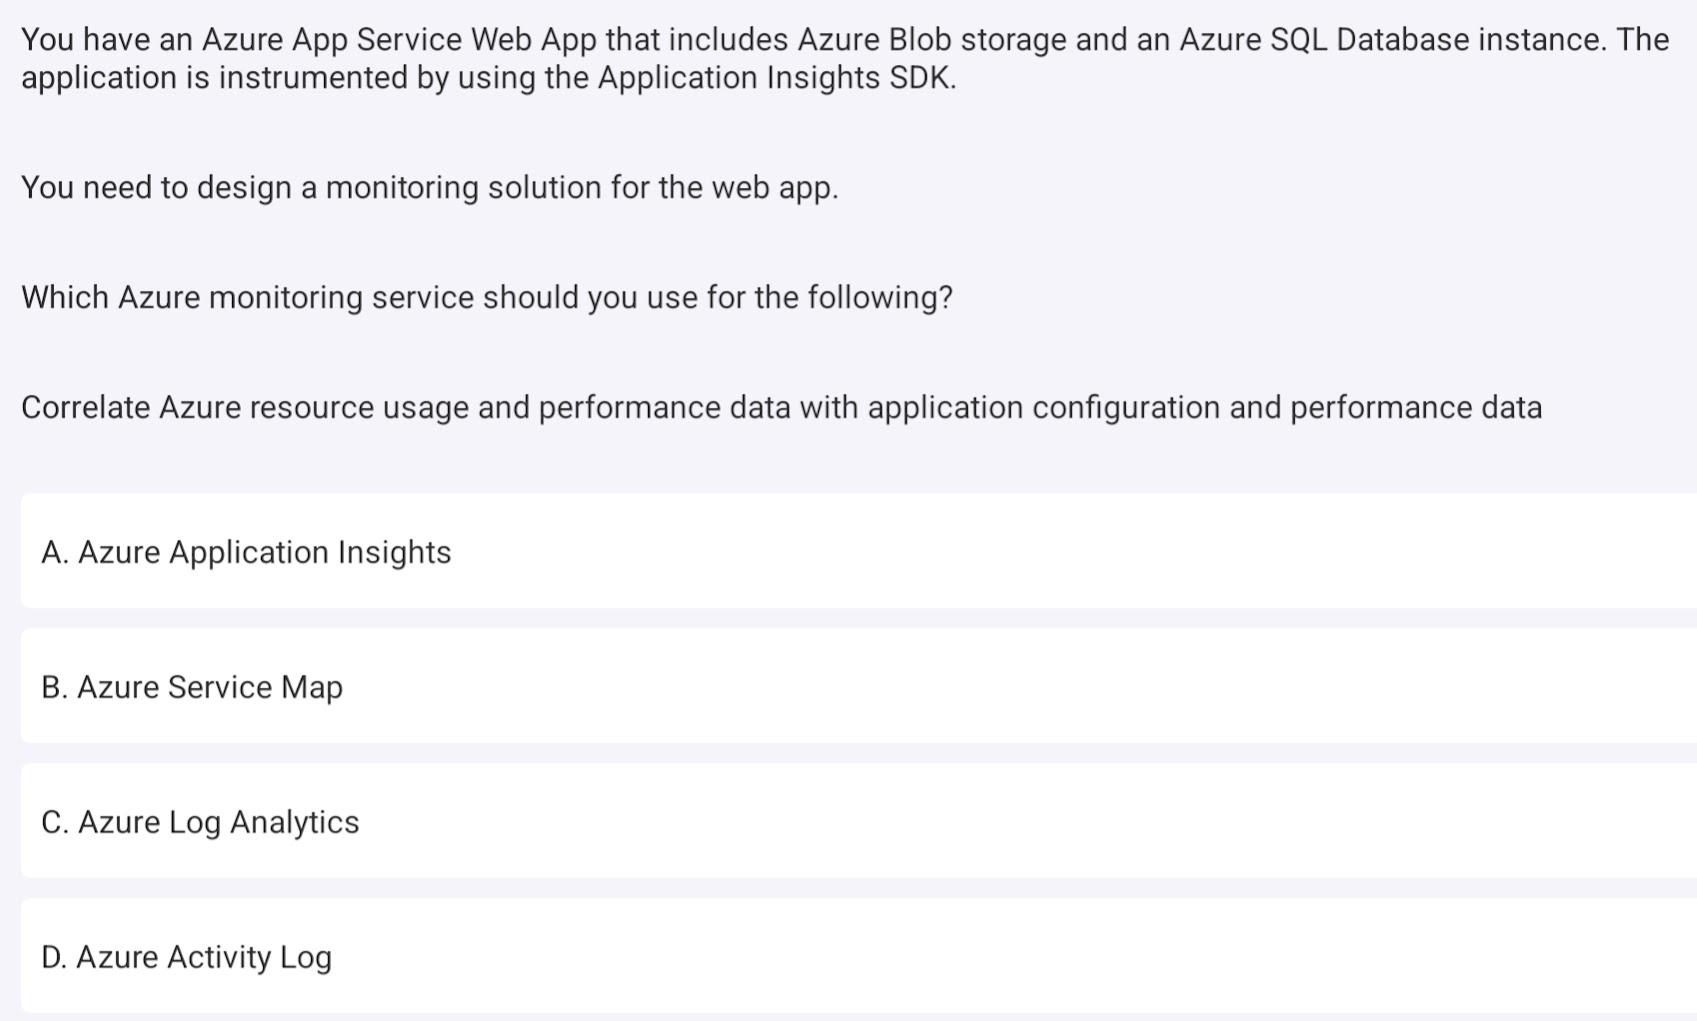 You have an Azure App Service Web App that includes Azure Blob storage and an Azure SQL Database instance. The
application is instrumented by using the Application Insights SDK.
You need to design a monitoring solution for the web app.
Which Azure monitoring service should you use for the following?
Correlate Azure resource usage and performance data with application configuration and performance data
A. Azure Application Insights
B. Azure Service Map
C. Azure Log Analytics
D. Azure Activity Log